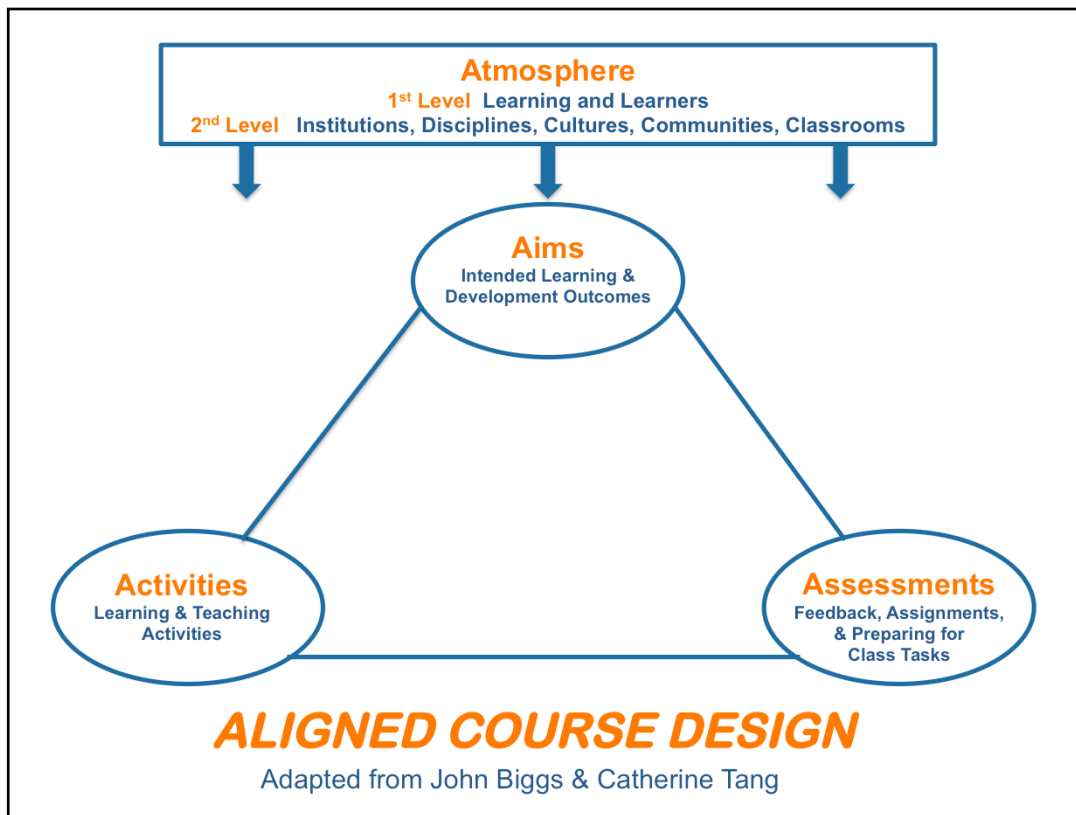 Atmosphere
1st Level Learning and Learners
2nd Level Institutions, Disciplines, Cultures, Communities, Classrooms
Aims
Intended Learning &
Development Outcomes
Activities
Learning & Teaching
Activities
Assessments
Feedback, Assignments,
& Preparing for
Class Tasks
ALIGNED COURSE DESIGN
Adapted from John Biggs & Catherine Tang